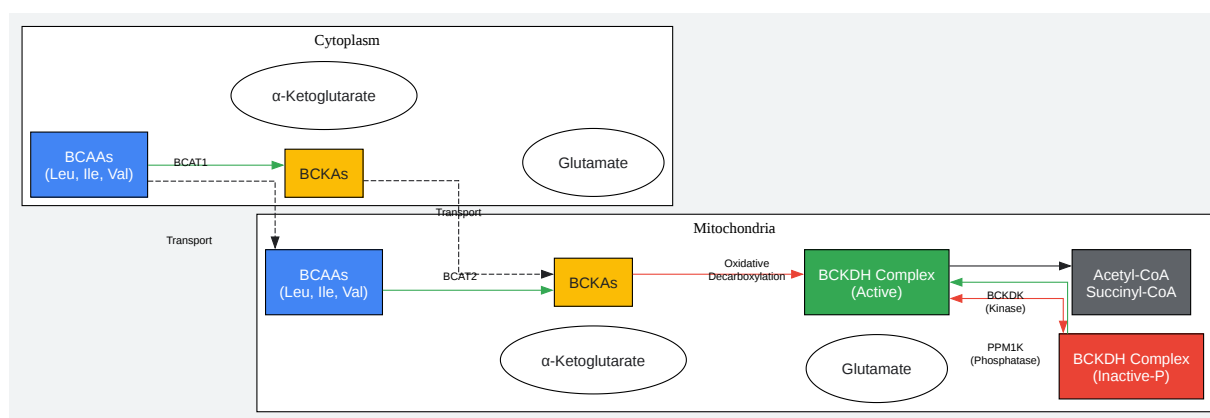 Cytoplasm
α-Ketoglutarate
BCAAs
(Leu, Ile, Val)
BCAT1
BCKAs
Glutamate
Transport
Transport
Mitochondria
BCAAs
(Leu, Ile, Val)
BCAT2
BCKAs
Oxidative
Decarboxylation
BCKDH Complex
(Active)
Acetyl-CoA
Succinyl-CoA
BCKDK
(Kinase)
α-Ketoglutarate
Glutamate
PPM1K
(Phosphatase)
BCKDH Complex
(Inactive-P)